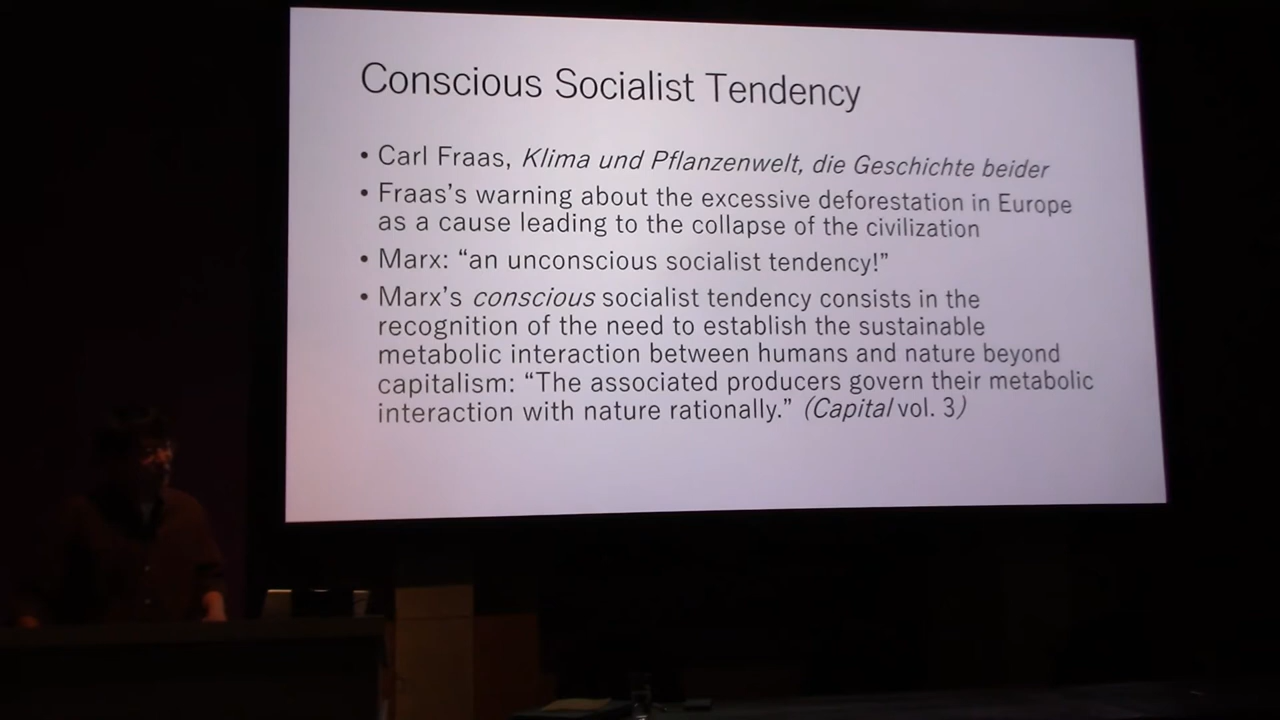 Conscious Socialist Tendency
• Carl Fraas, Klima und Pflanzenwelt, die Geschichte beider
• Fraas's warning about the excessive deforestation in Europe
as a cause leading to the collapse of the civilization
• Marx: “an unconscious socialist tendency!”
• Marx's conscious socialist tendency consists in the
recognition of the need to establish the sustainable
metabolic interaction between humans and nature beyond
capitalism: “The associated producers govern their metabolic
interaction with nature rationally.” (Capital vol. 3)